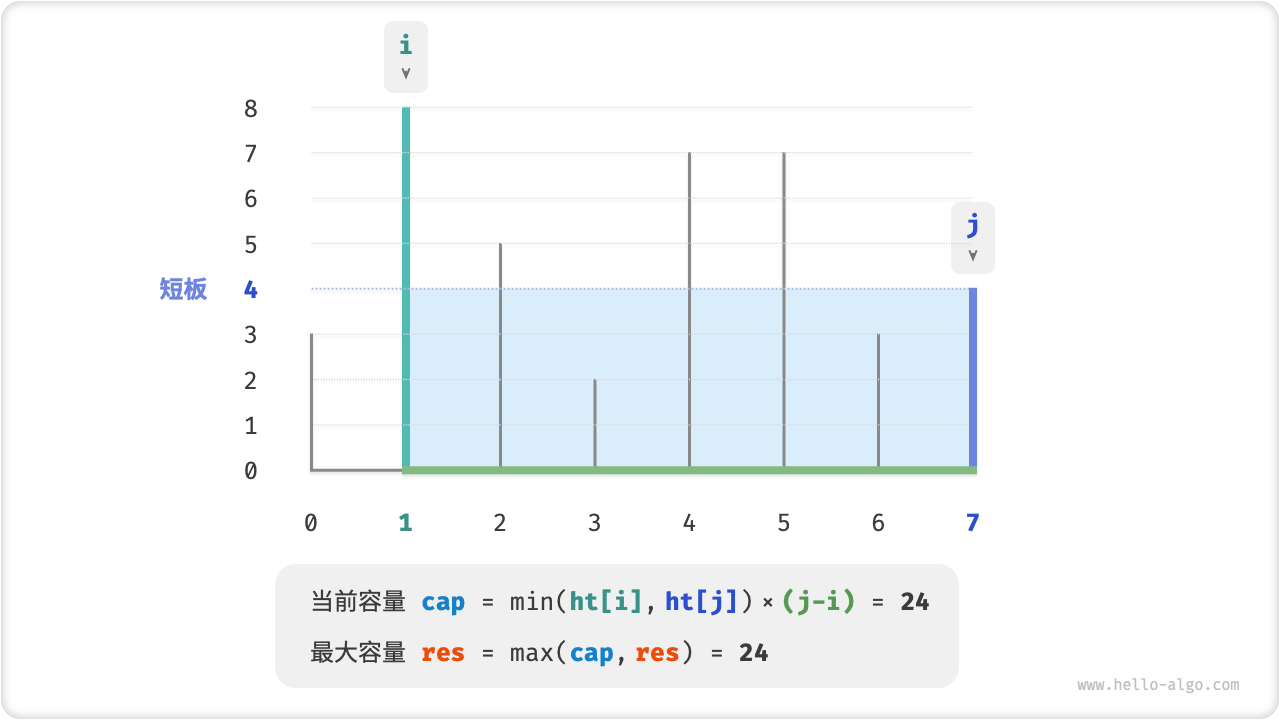 i
8
7
6
5
j
短板 4
3
2
1
0
0 1 2 3 4 5 6 7
当前容量 cap = min(ht[i], ht[j]) × (j-i) = 24
最大容量 res = max(cap, res) = 24
www.hello-algo.com